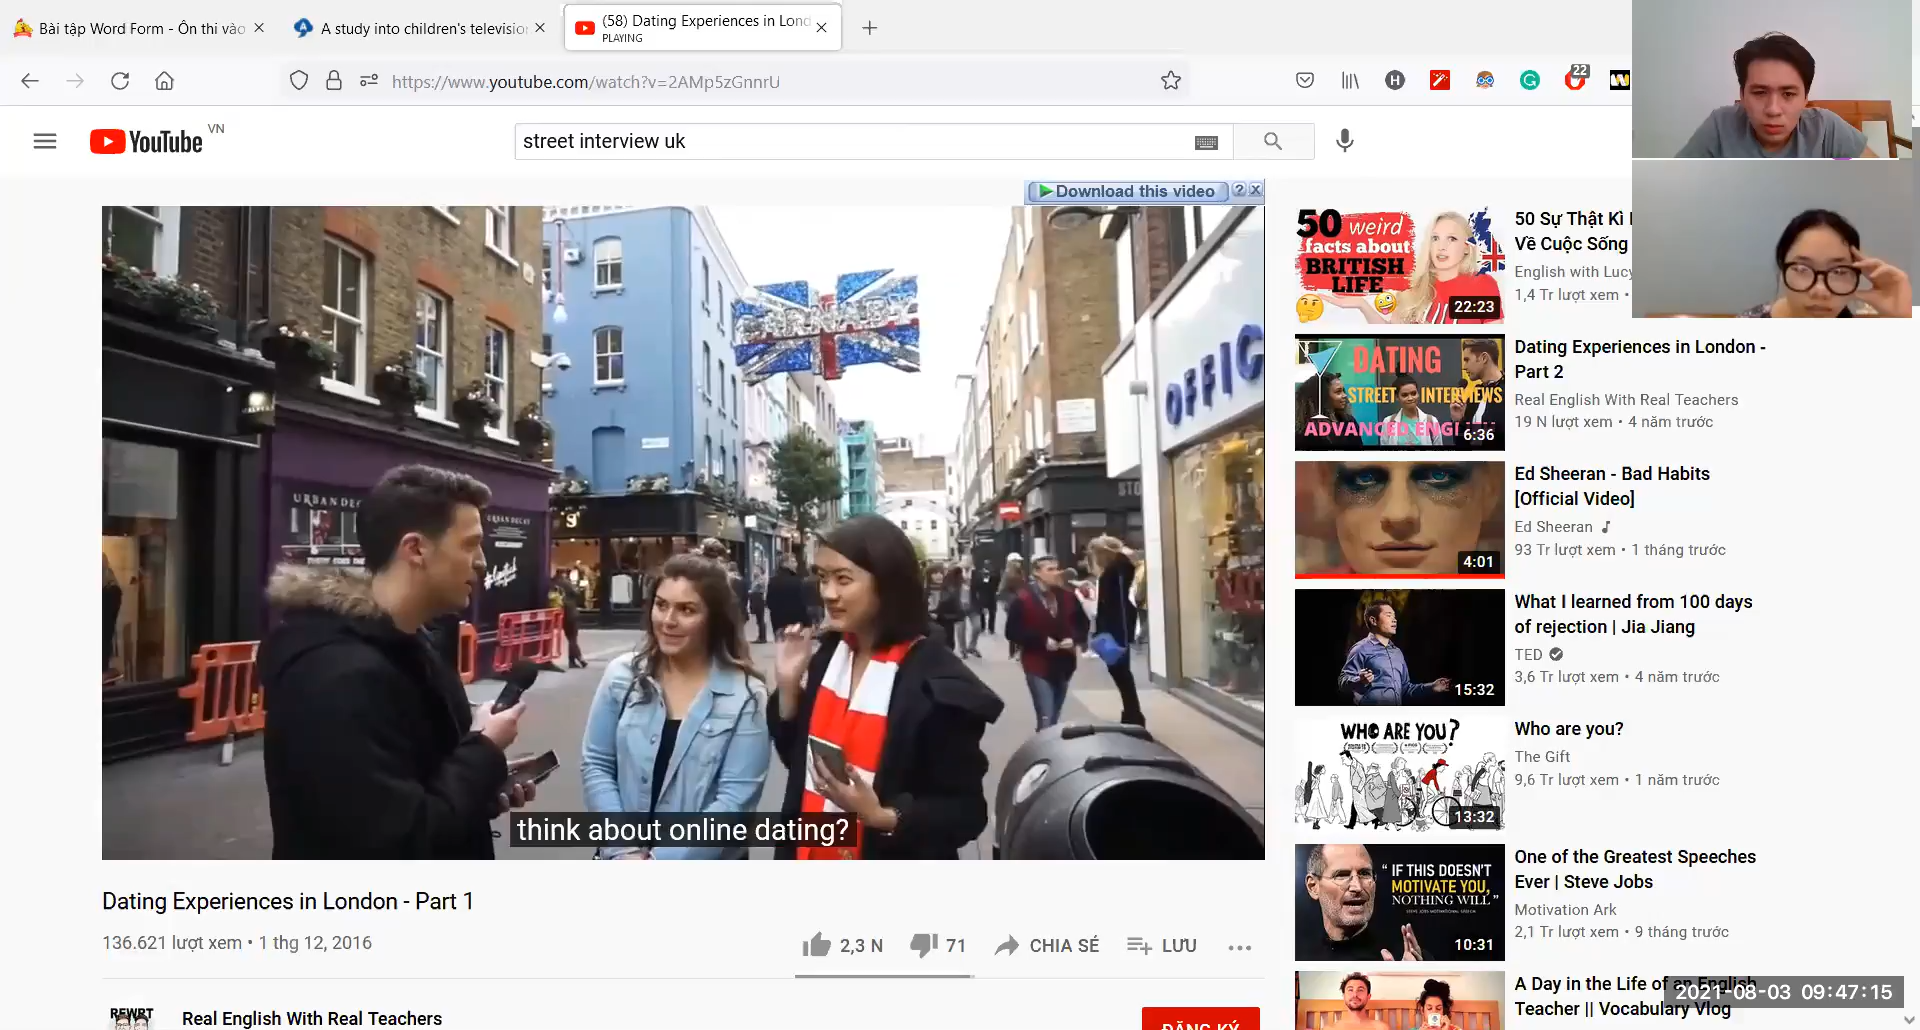 Bài tập Word Form - Ôn thi vào
A study into children's televisio
(58) Dating Experiences in Lond
PLAYING
https://www.youtube.com/watch?v=2AMp5zGnnrU
22
YouTube VN
street interview uk
Download this video ? x
CARNABY
OFFIC
URBAN DEC
URBAN DECAY
think about online dating?
Dating Experiences in London - Part 1
136.621 lượt xem • 1 thg 12, 2016
2,3 N
71
CHIA SẺ
LƯU
REWRT
Real English With Real Teachers
ĐĂNG KÝ
50 weird
facts about
BRITISH
LIFE
22:23
50 Sự Thật Kì
Về Cuộc Sống
English with Lucy
1,4 Tr lượt xem •
DATING
STREET INTERVIEWS
ADVANCED ENGL
6:36
Dating Experiences in London -
Part 2
Real English With Real Teachers
19 N lượt xem • 4 năm trước
4:01
Ed Sheeran - Bad Habits
[Official Video]
Ed Sheeran
93 Tr lượt xem • 1 tháng trước
15:32
What I learned from 100 days
of rejection | Jia Jiang
TED
3,6 Tr lượt xem • 4 năm trước
WHO ARE YOU?
13:32
Who are you?
The Gift
9,6 Tr lượt xem • 1 năm trước
" IF THIS DOESN'T
MOTIVATE YOU,
NOTHING WILL "
10:31
One of the Greatest Speeches
Ever | Steve Jobs
Motivation Ark
2,1 Tr lượt xem • 9 tháng trước
A Day in the Life of an English
Teacher || Vocabulary Vlog
2021-08-03 09:47:15